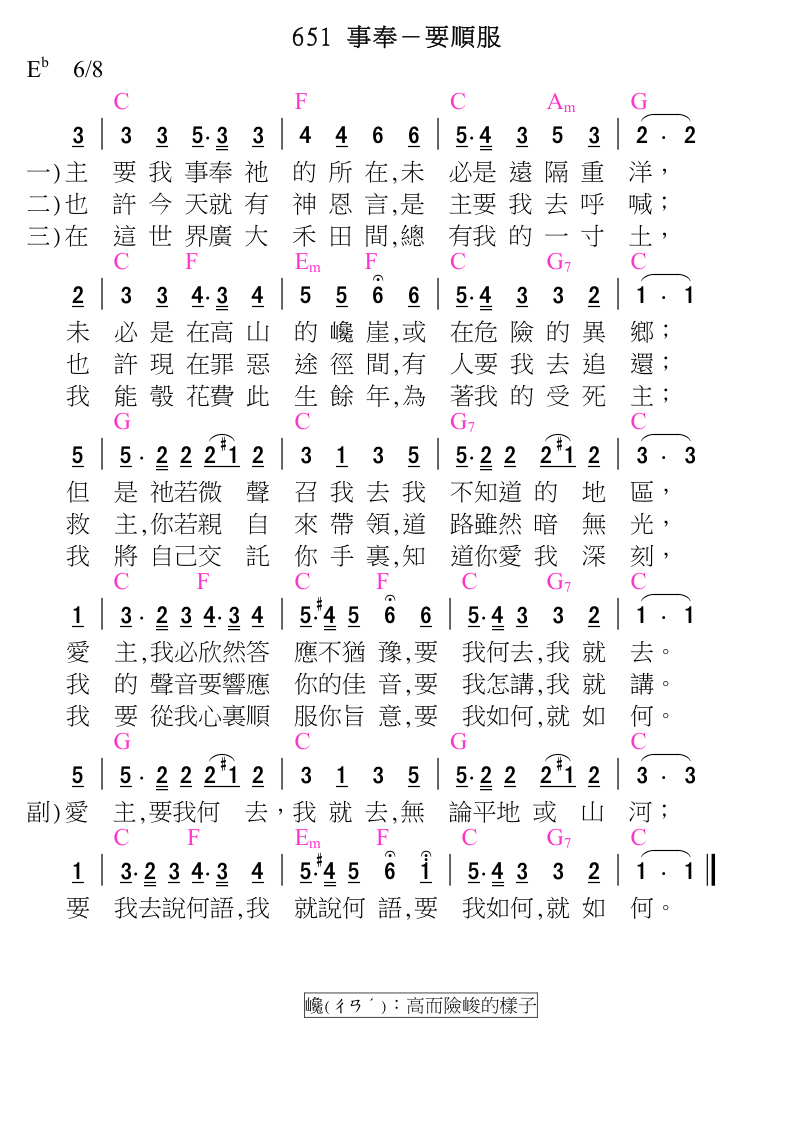 651 事奉－要順服
E♭ 6/8
C F C Am G
3 | 3 3 5· 3 3 | 4 4 6 6 | 5· 4 3 5 3 | 2 · 2
一)主 要 我 事奉 祂 的 所 在,未 必是 遠 隔 重 洋，
二)也 許 今 天就 有 神 恩 言,是 主要 我 去 呼 喊；
三)在 這 世 界廣 大 禾 田 間,總 有我 的 一 寸 土，
C F Em F C G7 C
2 | 3 3 4· 3 4 | 5 5 6 6 | 5· 4 3 3 2 | 1 · 1
未 必 是 在高 山 的 巉 崖,或 在危 險 的 異 鄉；
也 許 現 在罪 惡 途 徑 間,有 人要 我 去 追 還；
我 能 彀 花費 此 生 餘 年,為 著我 的 受 死 主；
G C G7 C
5 | 5 · 2 2 2 #1 2 | 3 1 3 5 | 5· 2 2 2 #1 2 | 3 · 3
但 是 祂若微 聲 召 我 去 我 不知道 的 地 區，
救 主,你若親 自 來 帶 領,道 路雖然 暗 無 光，
我 將 自己交 託 你 手 裏,知 道你愛 我 深 刻，
C F C F C G7 C
1 | 3 · 2 3 4· 3 4 | 5· #4 5 6 6 | 5· 4 3 3 2 | 1 · 1
愛 主,我必欣然答 應不猶 豫,要 我何去,我 就 去。
我 的 聲音要響應 你的佳 音,要 我怎講,我 就 講。
我 要 從我心裏順 服你旨 意,要 我如何,就 如 何。
G C G C
5 | 5 · 2 2 2 #1 2 | 3 1 3 5 | 5· 2 2 2 #1 2 | 3 · 3
副)愛 主,要我何 去，我 就 去,無 論平地 或 山 河；
C F Em F C G7 C
1 | 3· 2 3 4· 3 4 | 5· #4 5 6 1 | 5· 4 3 3 2 | 1 · 1
要 我去說何語,我 就說何 語,要 我如何,就 如 何。
巉(ㄔㄢˊ)：高而險峻的樣子